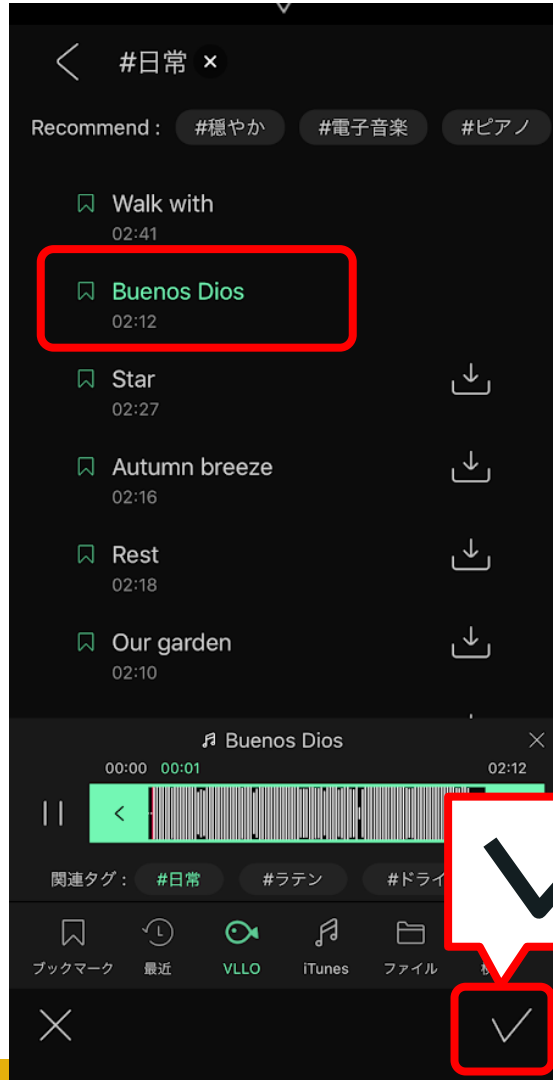 #日常 ×
Recommend : #穏やか #電子音楽 #ピアノ
Walk with
02:41
Buenos Dios
02:12
Star
02:27
Autumn breeze
02:16
Rest
02:18
Our garden
02:10
Buenos Dios
00:00 00:01 02:12
関連タグ : #日常 #ラテン #ドライ
ブックマーク 最近 VLLO iTunes ファイル